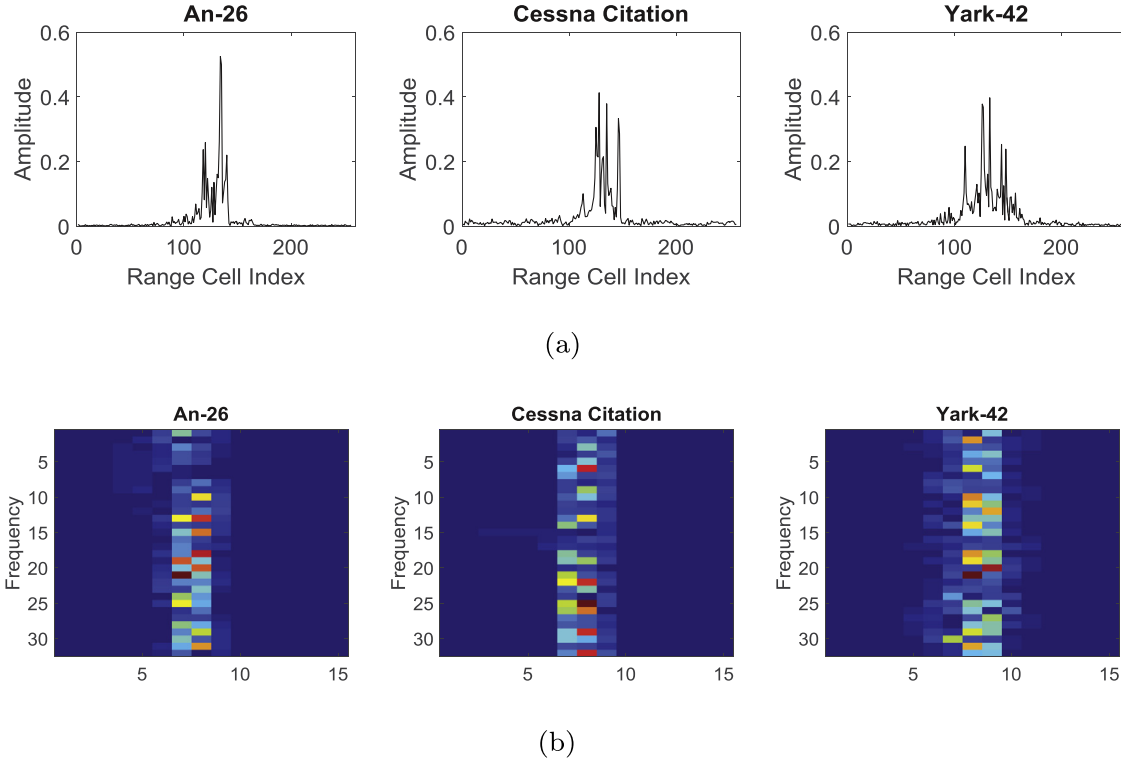 An-26 Cessna Citation Yark-42
0.6 0.6 0.6
Amplitude Amplitude Amplitude
0.4 0.4 0.4
0.2 0.2 0.2
0 0 0
0 100 200 0 100 200 0 100 200
Range Cell Index Range Cell Index Range Cell Index
(a)
An-26 Cessna Citation Yark-42
Frequency Frequency Frequency
5 5 5
10 10 10
15 15 15
20 20 20
25 25 25
30 30 30
5 10 15 5 10 15 5 10 15
(b)